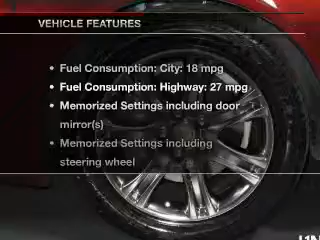 VEHICLE FEATURES
• Fuel Consumption: City: 18 mpg
• Fuel Consumption: Highway: 27 mpg
• Memorized Settings including door
mirror(s)
• Memorized Settings including
steering wheel